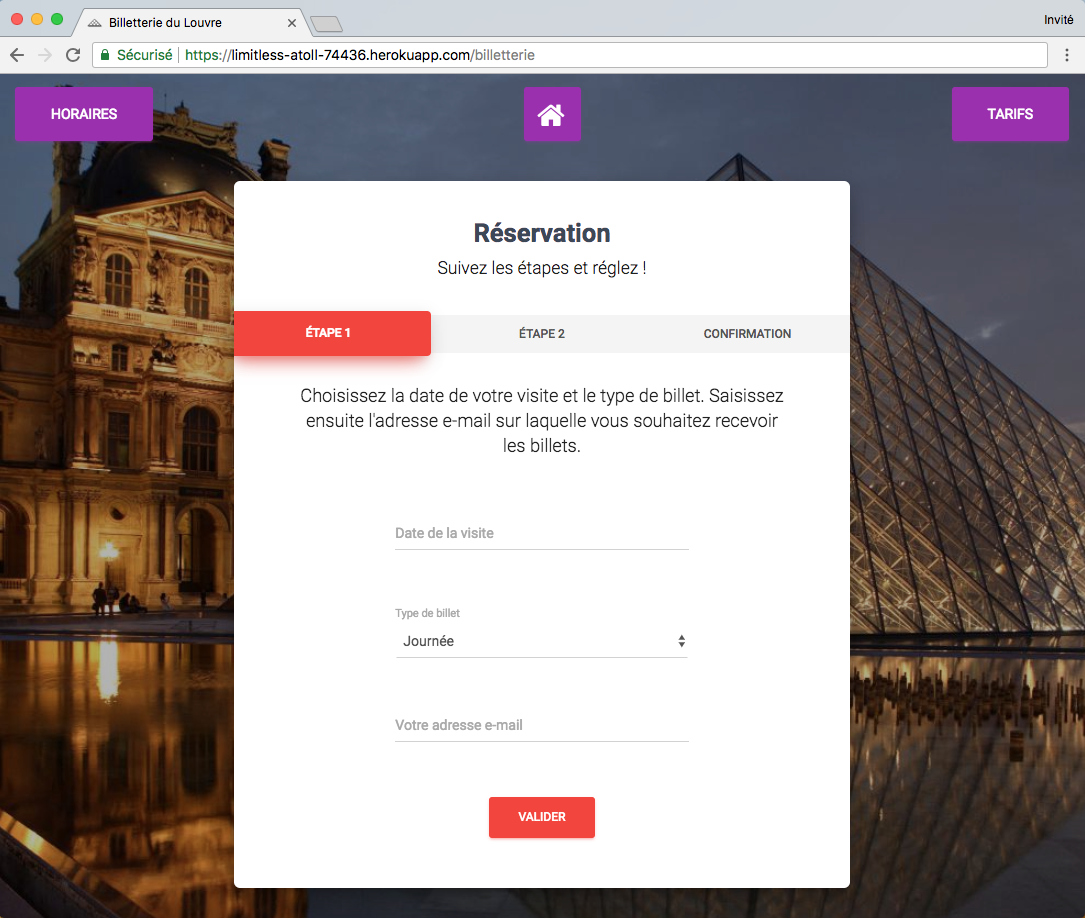 Billetterie du Louvre
Invité
Sécurisé https://limitless-atoll-74436.herokuapp.com/billetterie
HORAIRES
TARIFS
Réservation
Suivez les étapes et réglez !
ÉTAPE 1
ÉTAPE 2
CONFIRMATION
Choisissez la date de votre visite et le type de billet. Saisissez
ensuite l'adresse e-mail sur laquelle vous souhaitez recevoir
les billets.
Date de la visite
Type de billet
Journée
Votre adresse e-mail
VALIDER